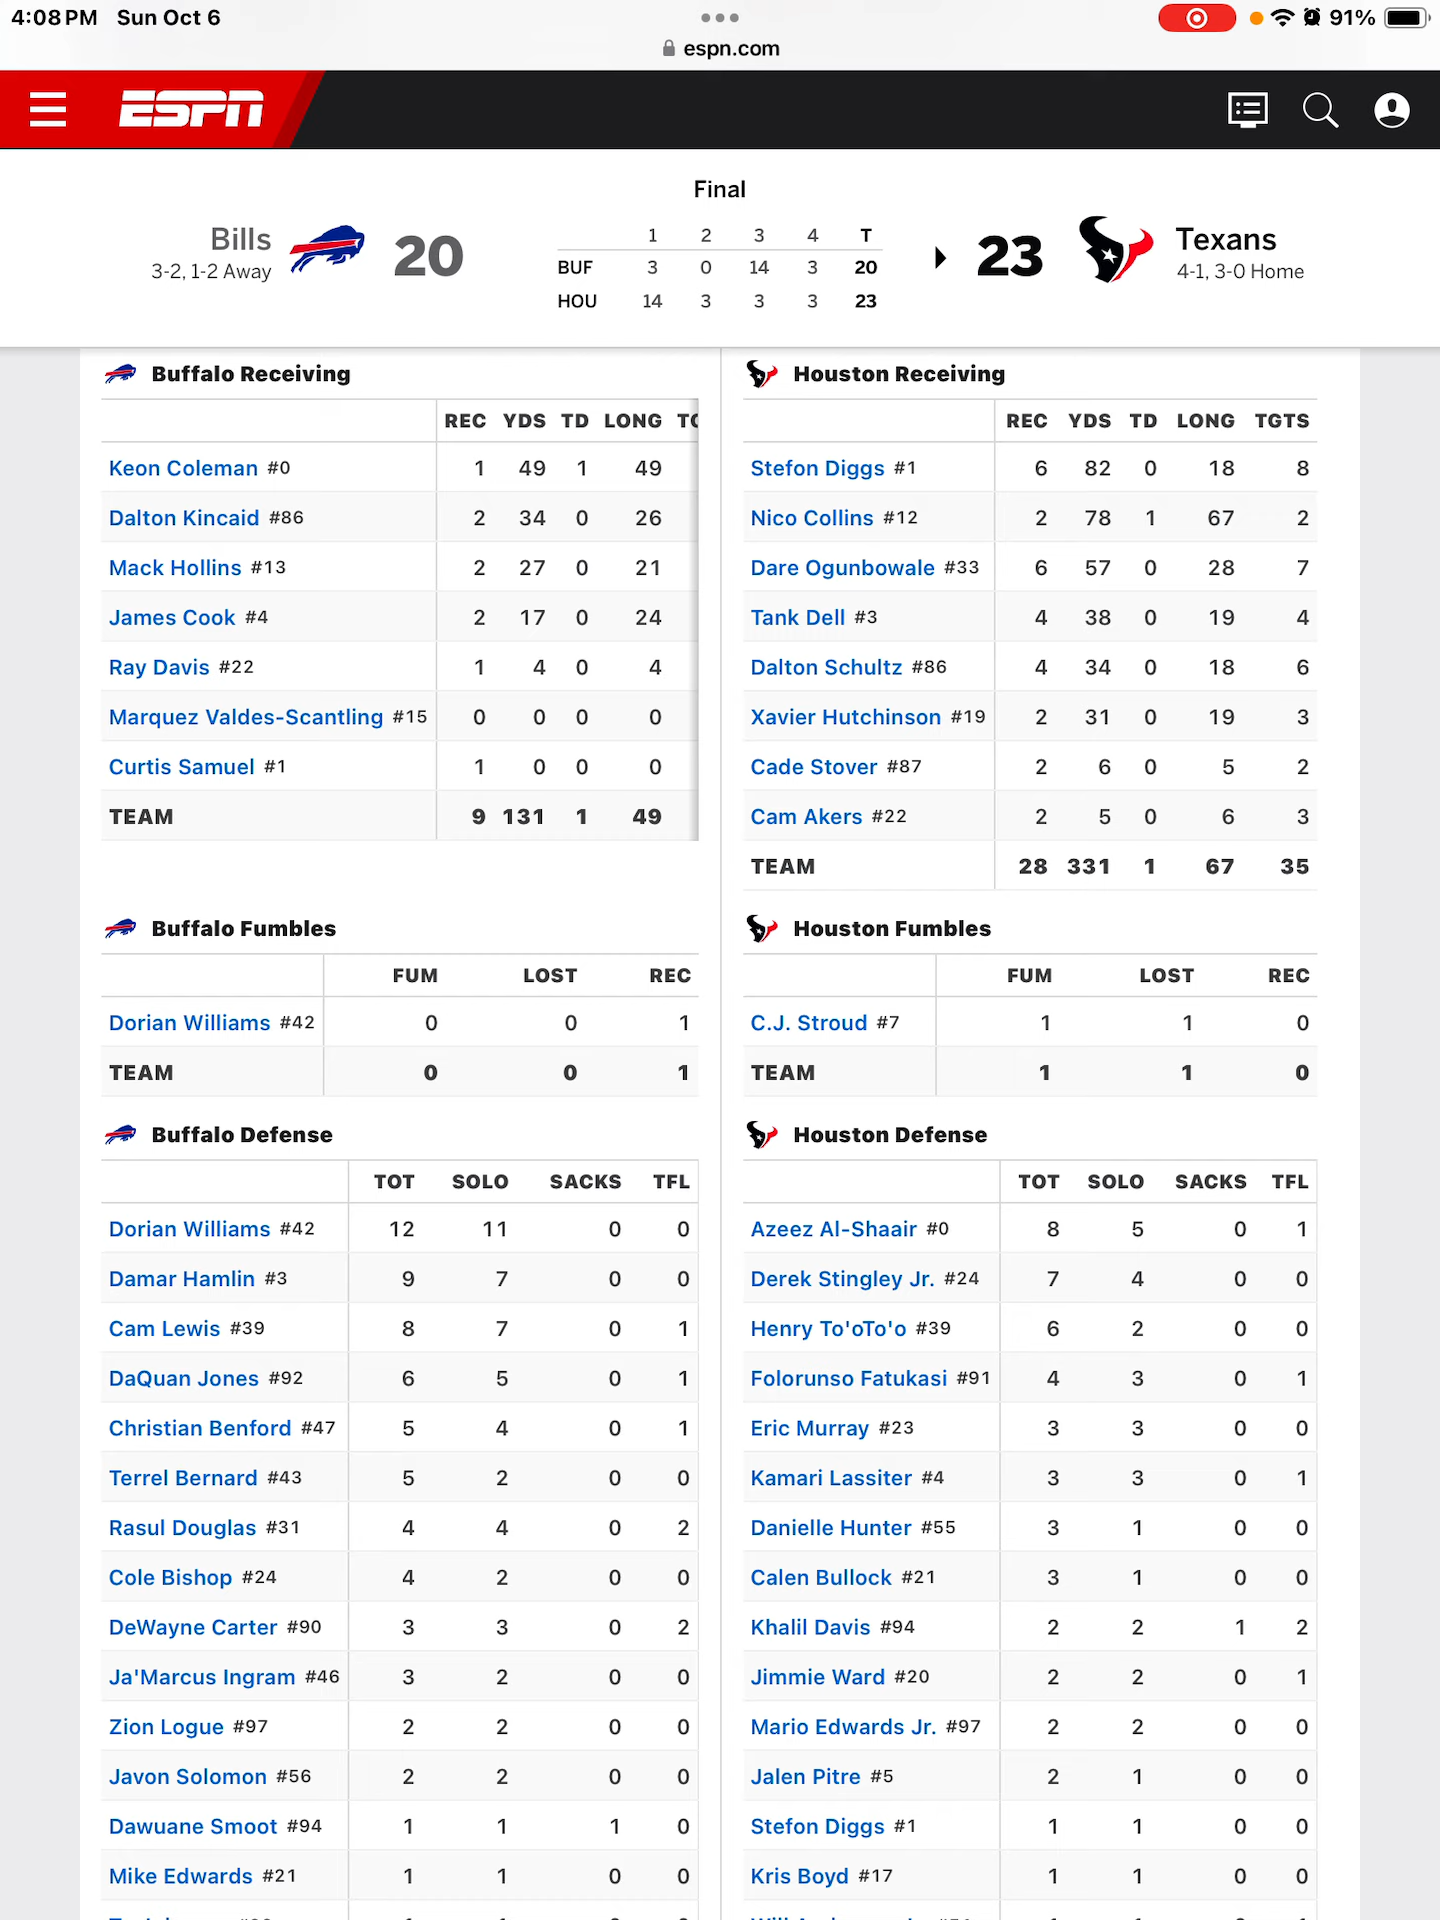 4:08 PM Sun Oct 6
91%
espn.com
ESPN
Final
Bills
3-2, 1-2 Away
20
1 2 3 4 T
BUF 3 0 14 3 20
HOU 14 3 3 3 23
23
Texans
4-1, 3-0 Home
Buffalo Receiving
REC YDS TD LONG
Keon Coleman #0 1 49 1 49
Dalton Kincaid #86 2 34 0 26
Mack Hollins #13 2 27 0 21
James Cook #4 2 17 0 24
Ray Davis #22 1 4 0 4
Marquez Valdes-Scantling #15 0 0 0 0
Curtis Samuel #1 1 0 0 0
TEAM 9 131 1 49
Houston Receiving
REC YDS TD LONG TGTS
Stefon Diggs #1 6 82 0 18 8
Nico Collins #12 2 78 1 67 2
Dare Ogunbowale #33 6 57 0 28 7
Tank Dell #3 4 38 0 19 4
Dalton Schultz #86 4 34 0 18 6
Xavier Hutchinson #19 2 31 0 19 3
Cade Stover #87 2 6 0 5 2
Cam Akers #22 2 5 0 6 3
TEAM 28 331 1 67 35
Buffalo Fumbles
FUM LOST REC
Dorian Williams #42 0 0 1
TEAM 0 0 1
Houston Fumbles
FUM LOST REC
C.J. Stroud #7 1 1 0
TEAM 1 1 0
Buffalo Defense
TOT SOLO SACKS TFL
Dorian Williams #42 12 11 0 0
Damar Hamlin #3 9 7 0 0
Cam Lewis #39 8 7 0 1
DaQuan Jones #92 6 5 0 1
Christian Benford #47 5 4 0 1
Terrel Bernard #43 5 2 0 0
Rasul Douglas #31 4 4 0 2
Cole Bishop #24 4 2 0 0
DeWayne Carter #90 3 3 0 2
Ja'Marcus Ingram #46 3 2 0 0
Zion Logue #97 2 2 0 0
Javon Solomon #56 2 2 0 0
Dawuane Smoot #94 1 1 1 0
Mike Edwards #21 1 1 0 0
Houston Defense
TOT SOLO SACKS TFL
Azeez Al-Shaair #0 8 5 0 1
Derek Stingley Jr. #24 7 4 0 0
Henry To'oTo'o #39 6 2 0 0
Folorunso Fatukasi #91 4 3 0 1
Eric Murray #23 3 3 0 0
Kamari Lassiter #4 3 3 0 1
Danielle Hunter #55 3 1 0 0
Calen Bullock #21 3 1 0 0
Khalil Davis #94 2 2 1 2
Jimmie Ward #20 2 2 0 1
Mario Edwards Jr. #97 2 2 0 0
Jalen Pitre #5 2 1 0 0
Stefon Diggs #1 1 1 0 0
Kris Boyd #17 1 1 0 0